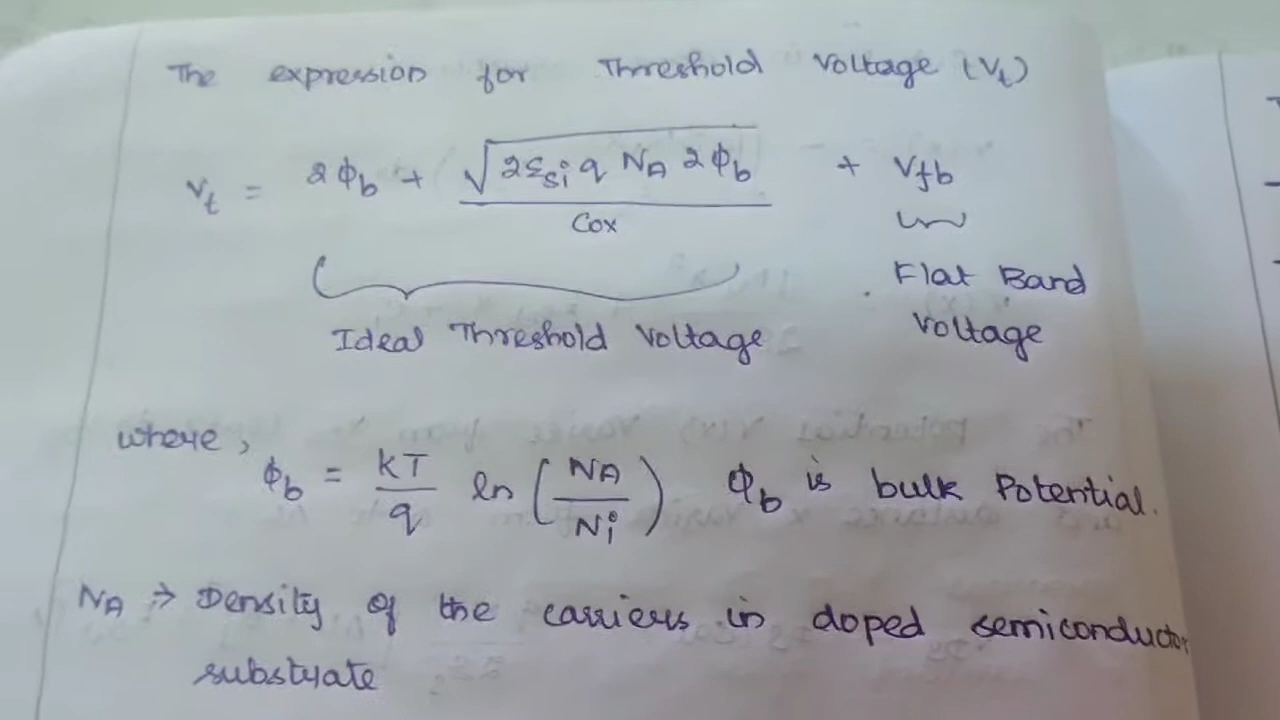 The expression for Threshold Voltage (Vt)
Vt = 2ϕb + √(2εSi q NA 2ϕb) / Cox + Vfb
Ideal Threshold Voltage
Flat Band
Voltage
where,
ϕb = kT/q ln (NA/Ni) ϕb is bulk Potential.
NA → Density of the carriers in doped semiconductor
substrate